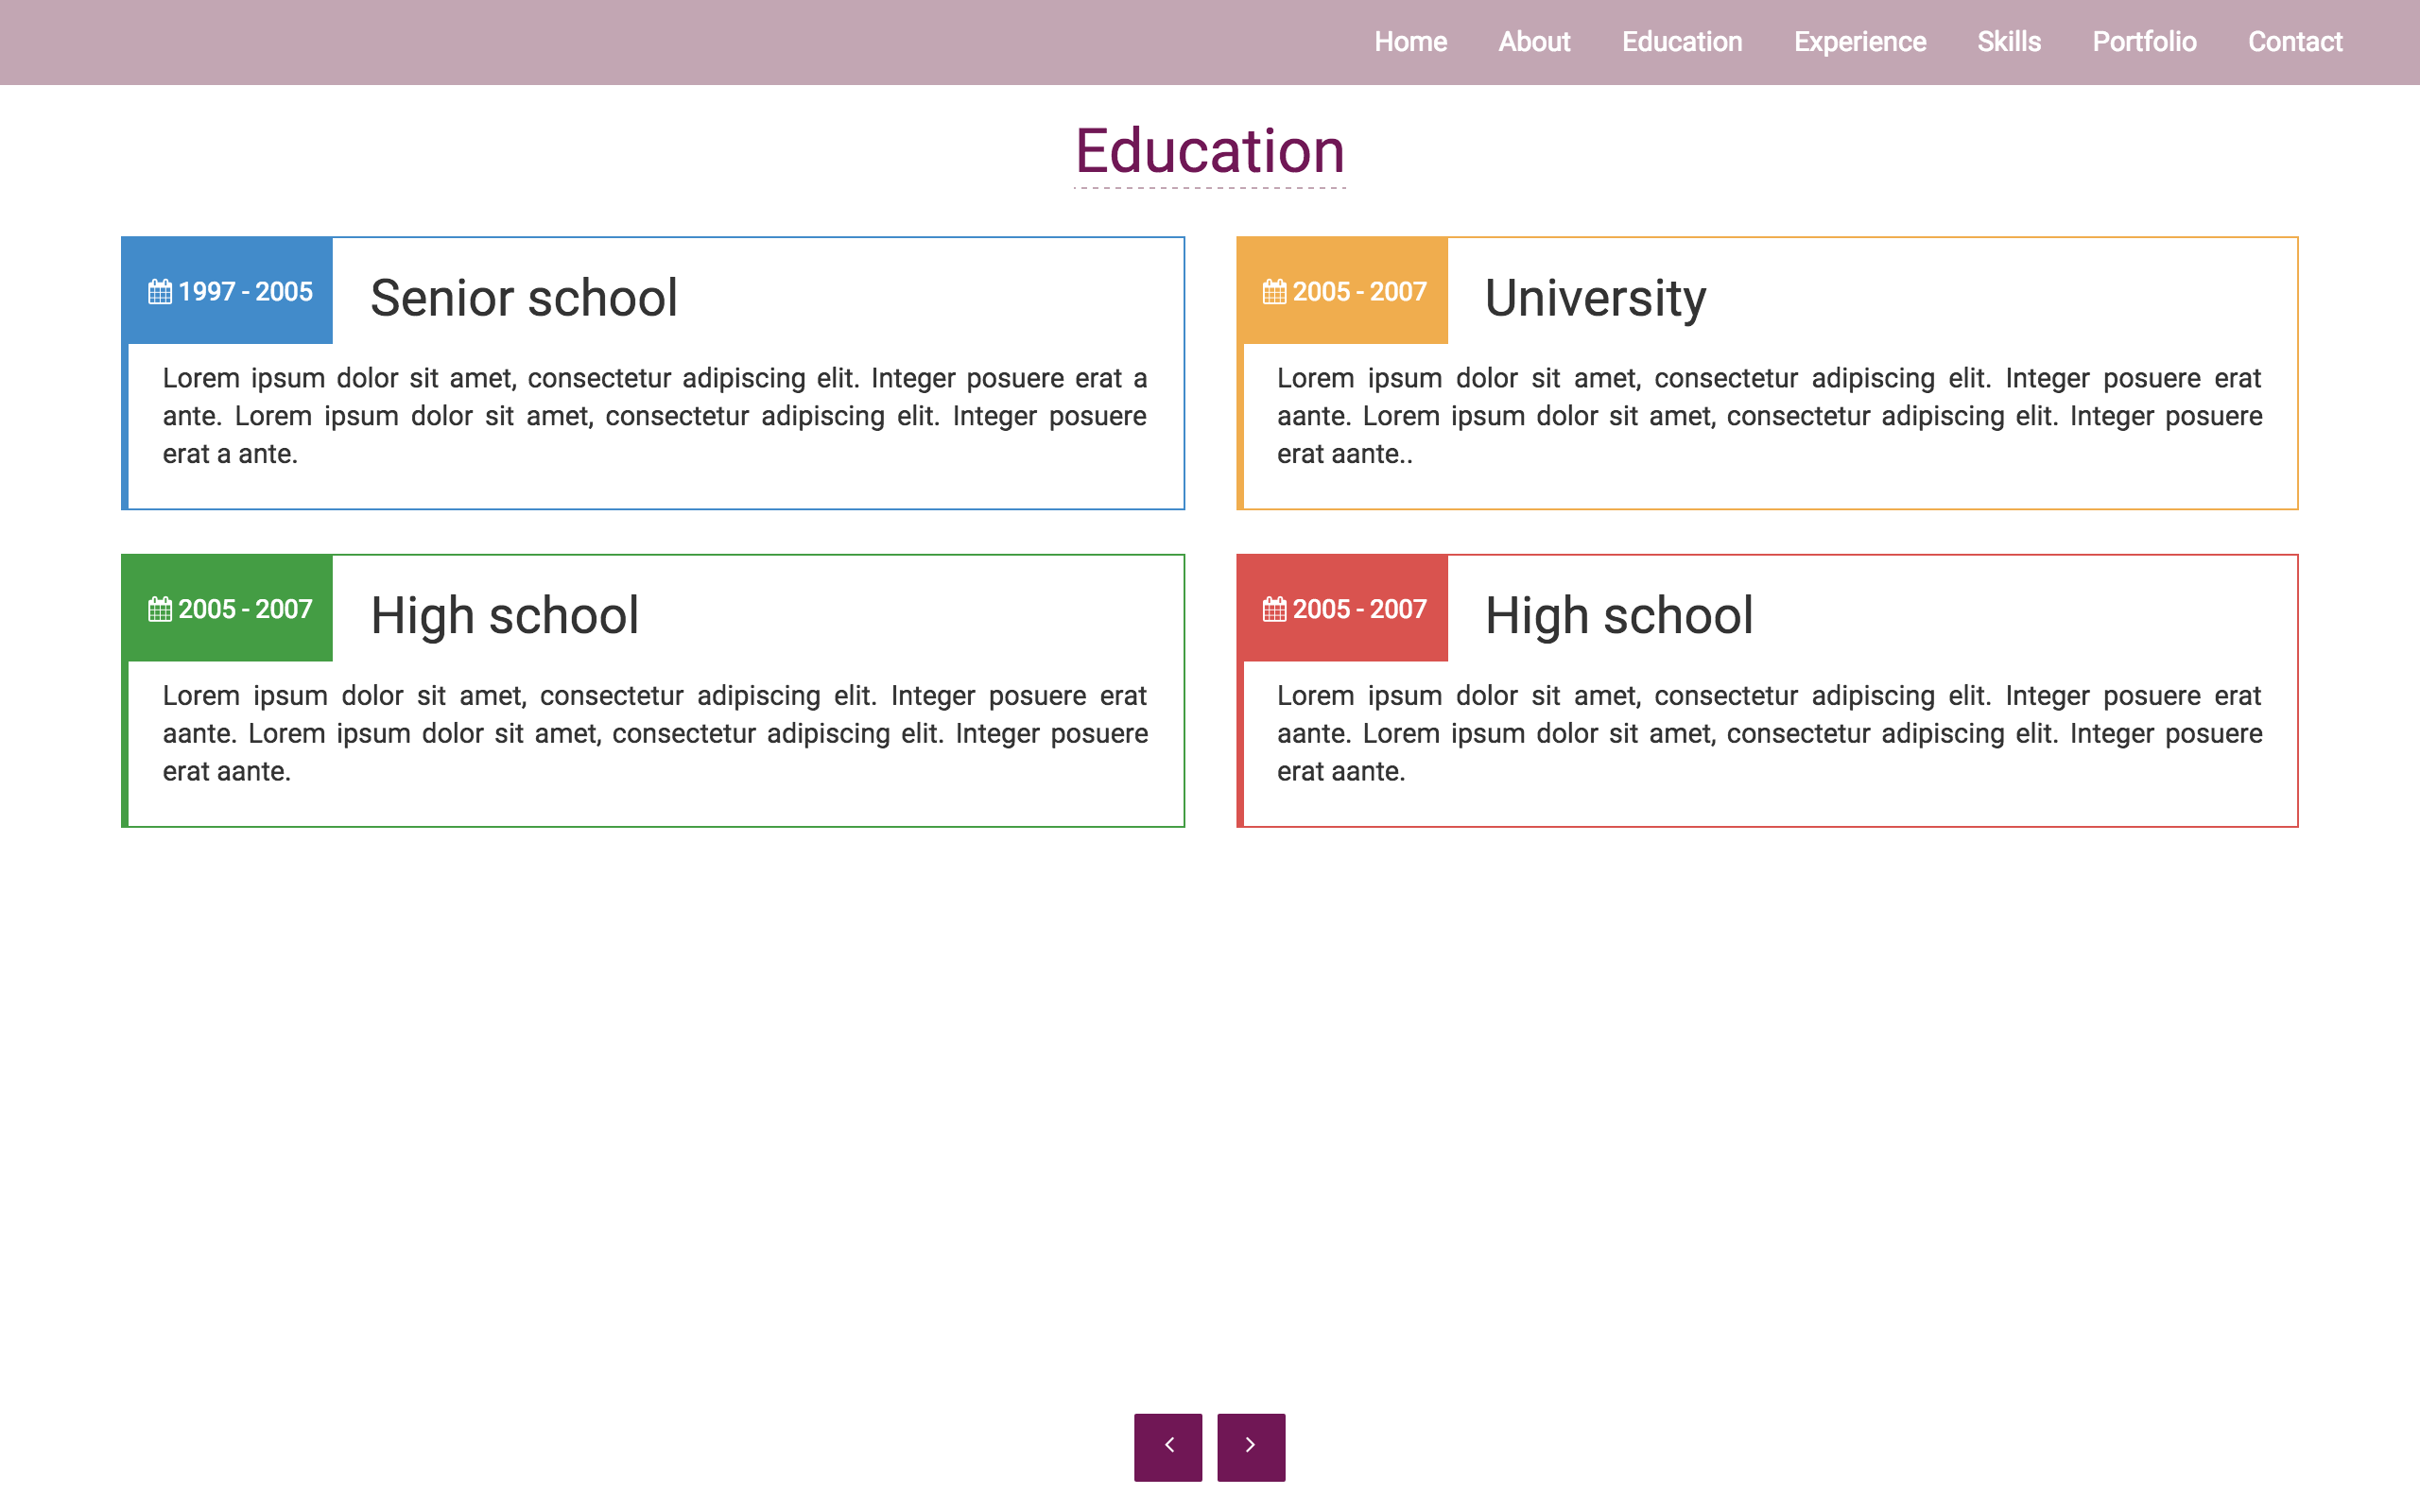 Home About Education Experience Skills Portfolio Contact
Education
1997 - 2005
Senior school
Lorem ipsum dolor sit amet, consectetur adipiscing elit. Integer posuere erat a
ante. Lorem ipsum dolor sit amet, consectetur adipiscing elit. Integer posuere
erat a ante.
2005 - 2007
University
Lorem ipsum dolor sit amet, consectetur adipiscing elit. Integer posuere erat
aante. Lorem ipsum dolor sit amet, consectetur adipiscing elit. Integer posuere
erat aante..
2005 - 2007
High school
Lorem ipsum dolor sit amet, consectetur adipiscing elit. Integer posuere erat
aante. Lorem ipsum dolor sit amet, consectetur adipiscing elit. Integer posuere
erat aante.
2005 - 2007
High school
Lorem ipsum dolor sit amet, consectetur adipiscing elit. Integer posuere erat
aante. Lorem ipsum dolor sit amet, consectetur adipiscing elit. Integer posuere
erat aante.